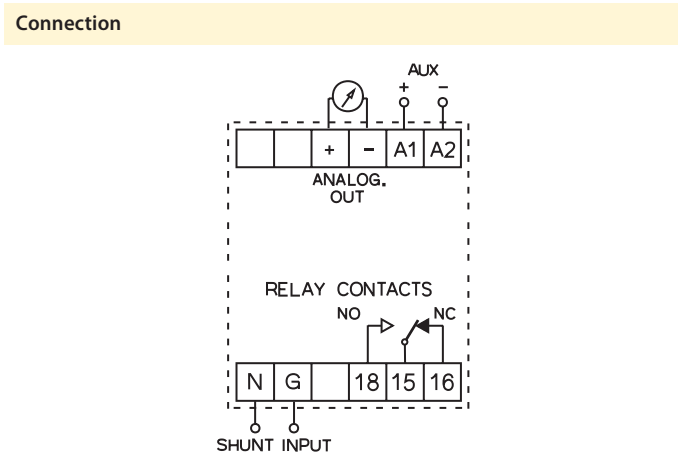 Connection
AUX
+ −
+ − A1 A2
ANALOG.
OUT
RELAY CONTACTS
NO NC
N G 18 15 16
SHUNT INPUT